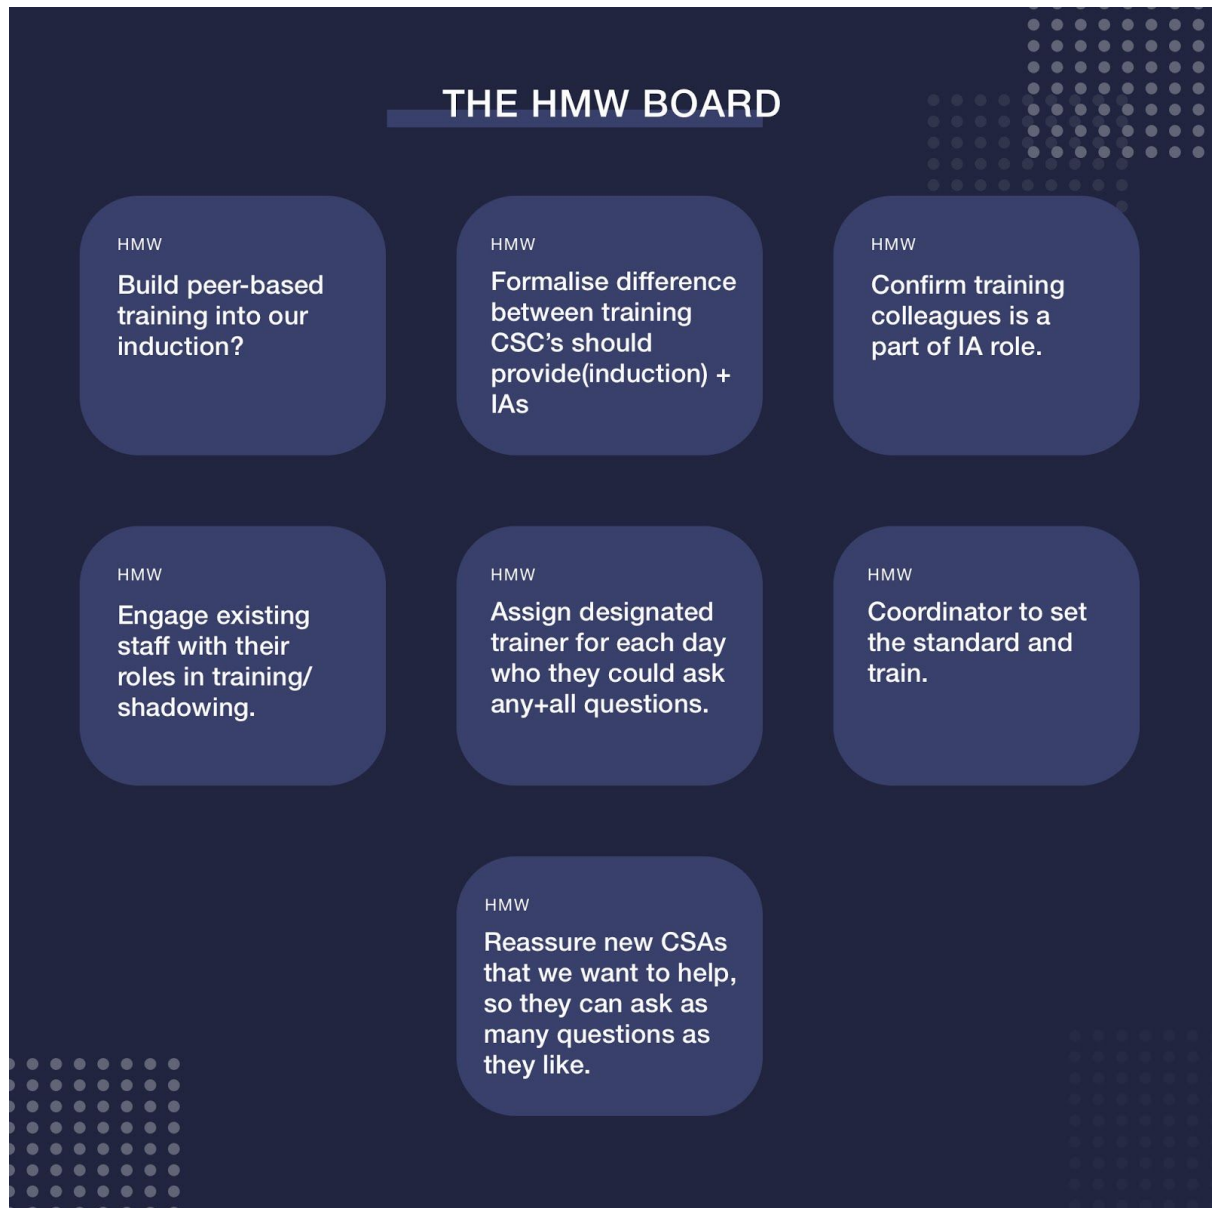 THE HMW BOARD
HMW
Build peer-based
training into our
induction?
HMW
Formalise difference
between training
CSC’s should
provide(induction) +
IAs
HMW
Confirm training
colleagues is a
part of IA role.
HMW
Engage existing
staff with their
roles in training/
shadowing.
HMW
Assign designated
trainer for each day
who they could ask
any+all questions.
HMW
Coordinator to set
the standard and
train.
HMW
Reassure new CSAs
that we want to help,
so they can ask as
many questions as
they like.